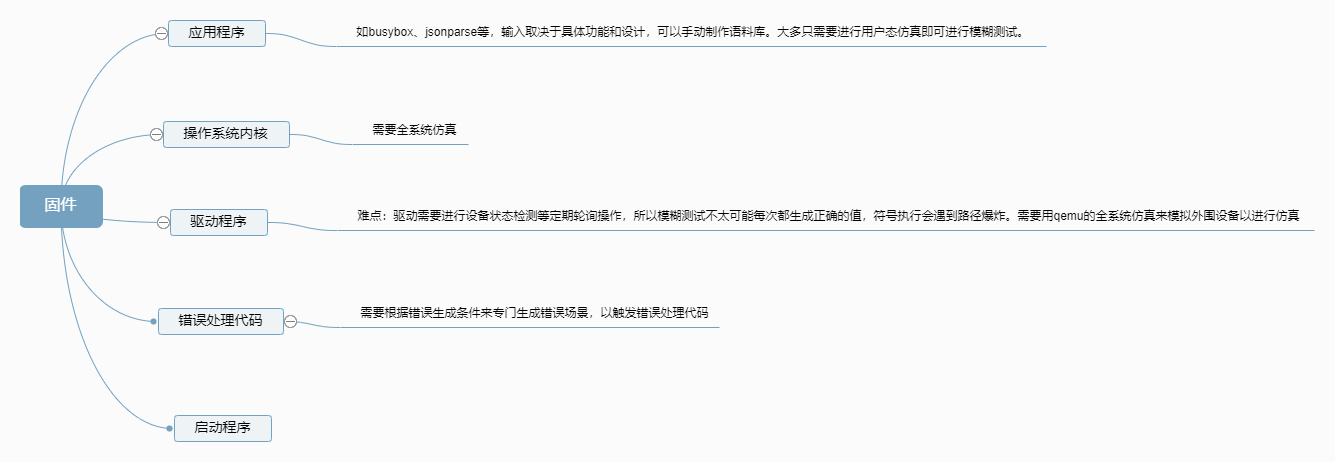 应用程序
如busybox、jsonparse等，输入取决于具体功能和设计，可以手动制作语料库。大多只需要进行用户态仿真即可进行模糊测试。
操作系统内核
需要全系统仿真
固件
驱动程序
难点：驱动需要进行设备状态检测等定期轮询操作，所以模糊测试不太可能每次都生成正确的值，符号执行会遇到路径爆炸。需要用qemu的全系统仿真来模拟外围设备以进行仿真
错误处理代码
需要根据错误生成条件来专门生成错误场景，以触发错误处理代码
启动程序